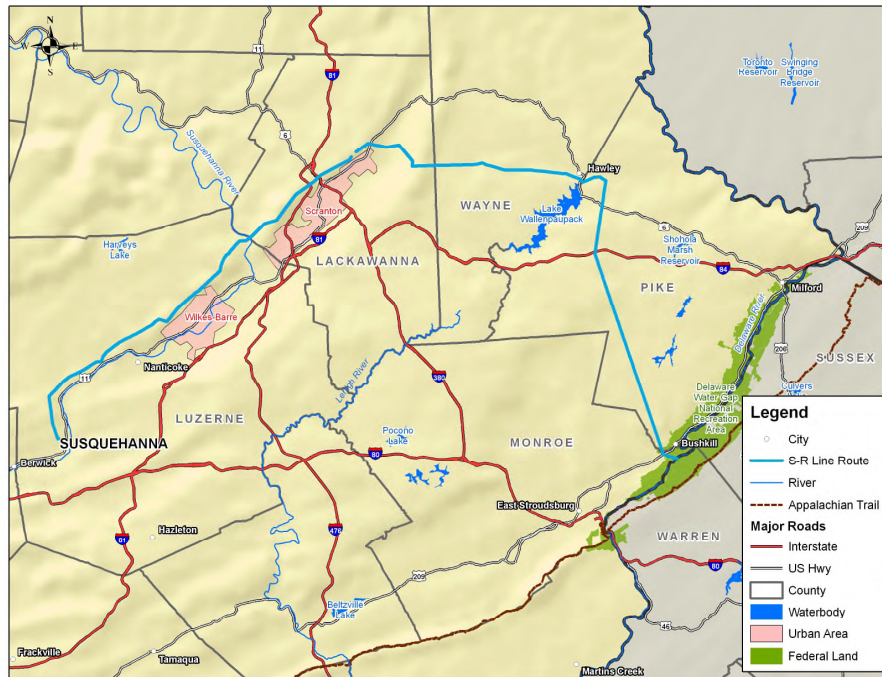 N
W E
S
11
81
6
Susquehanna River
Toronto
Reservoir
Swinging
Bridge
Reservoir
Hawley
Scranton
WAYNE
Lake
Wallenpaupack
6
209
Harveys
Lake
81
LACKAWANNA
Shohola
Marsh
Reservoir
84
PIKE
Milford
Wilkes-Barre
Delaware River
206
SUSSEX
Nanticoke
11
Lehigh River
380
Culvers
Delaware
Water Gap
National
Recreation
Area
LUZERNE
Pocono
Lake
MONROE
Bushkill
SUSQUEHANNA
Berwick
80
East Stroudsburg
WARREN
Hazleton
81
476
80
209
Beltzville
Lake
46
Frackville
Tamaqua
Martins Creek
Legend
City
S-R Line Route
River
Appalachian Trail
Major Roads
Interstate
US Hwy
County
Waterbody
Urban Area
Federal Land